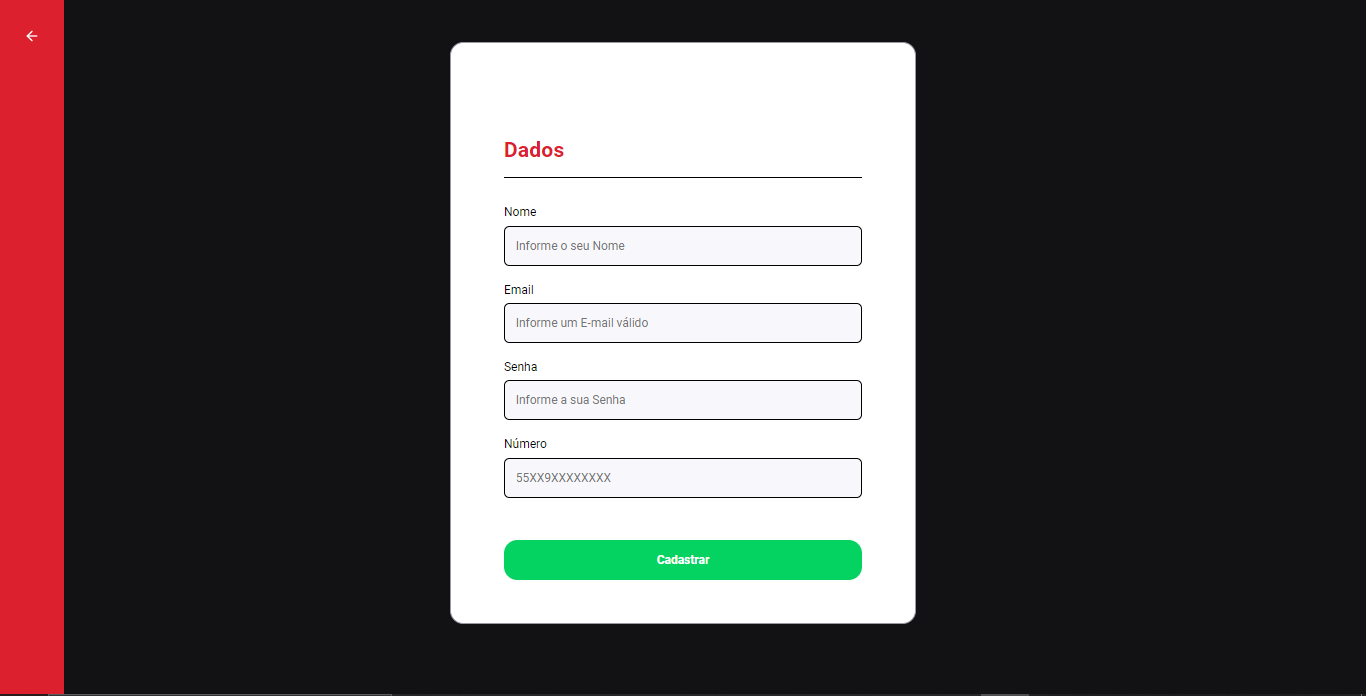 Dados
Nome
Informe o seu Nome
Email
Informe um E-mail válido
Senha
Informe a sua Senha
Número
55XX9XXXXXXXX
Cadastrar